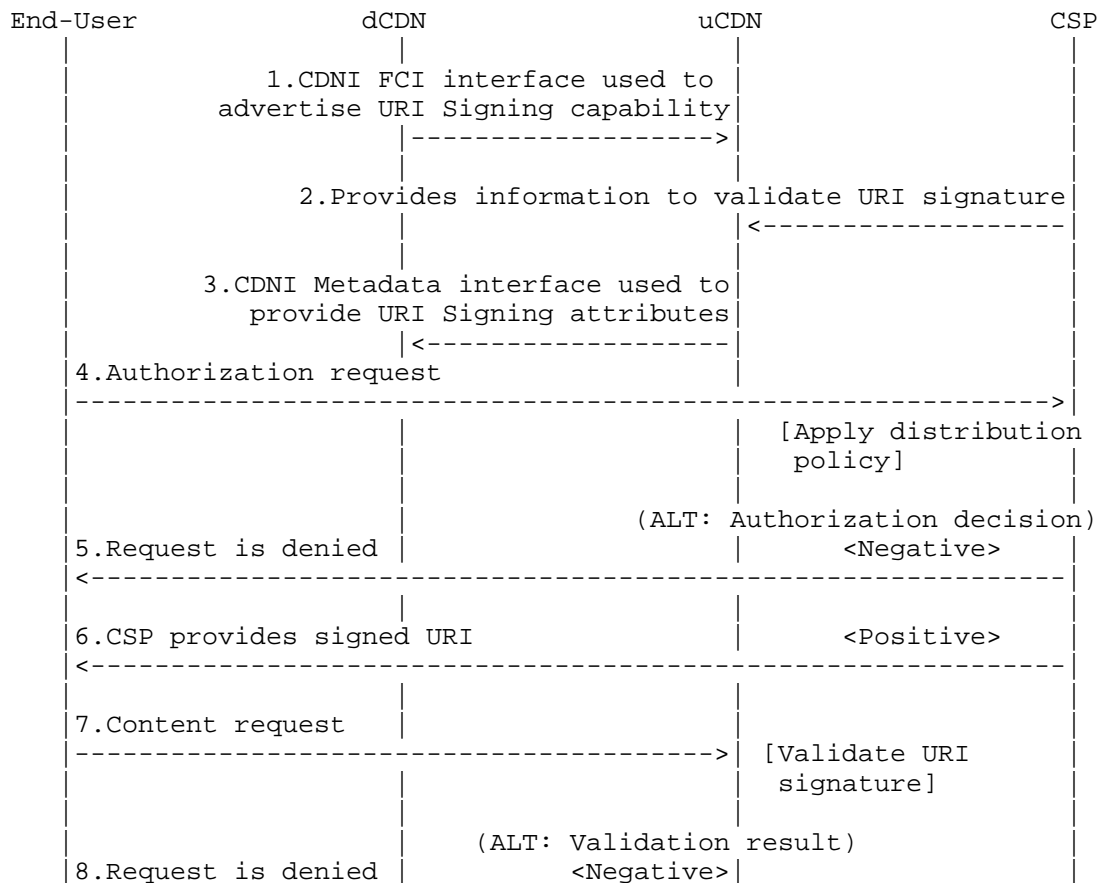 End-User dCDN uCDN CSP
1.CDNI FCI interface used to
advertise URI Signing capability
2.Provides information to validate URI signature
3.CDNI Metadata interface used to
provide URI Signing attributes
4.Authorization request
[Apply distribution
policy]
(ALT: Authorization decision)
5.Request is denied <Negative>
6.CSP provides signed URI <Positive>
7.Content request
[Validate URI
signature]
(ALT: Validation result)
8.Request is denied <Negative>